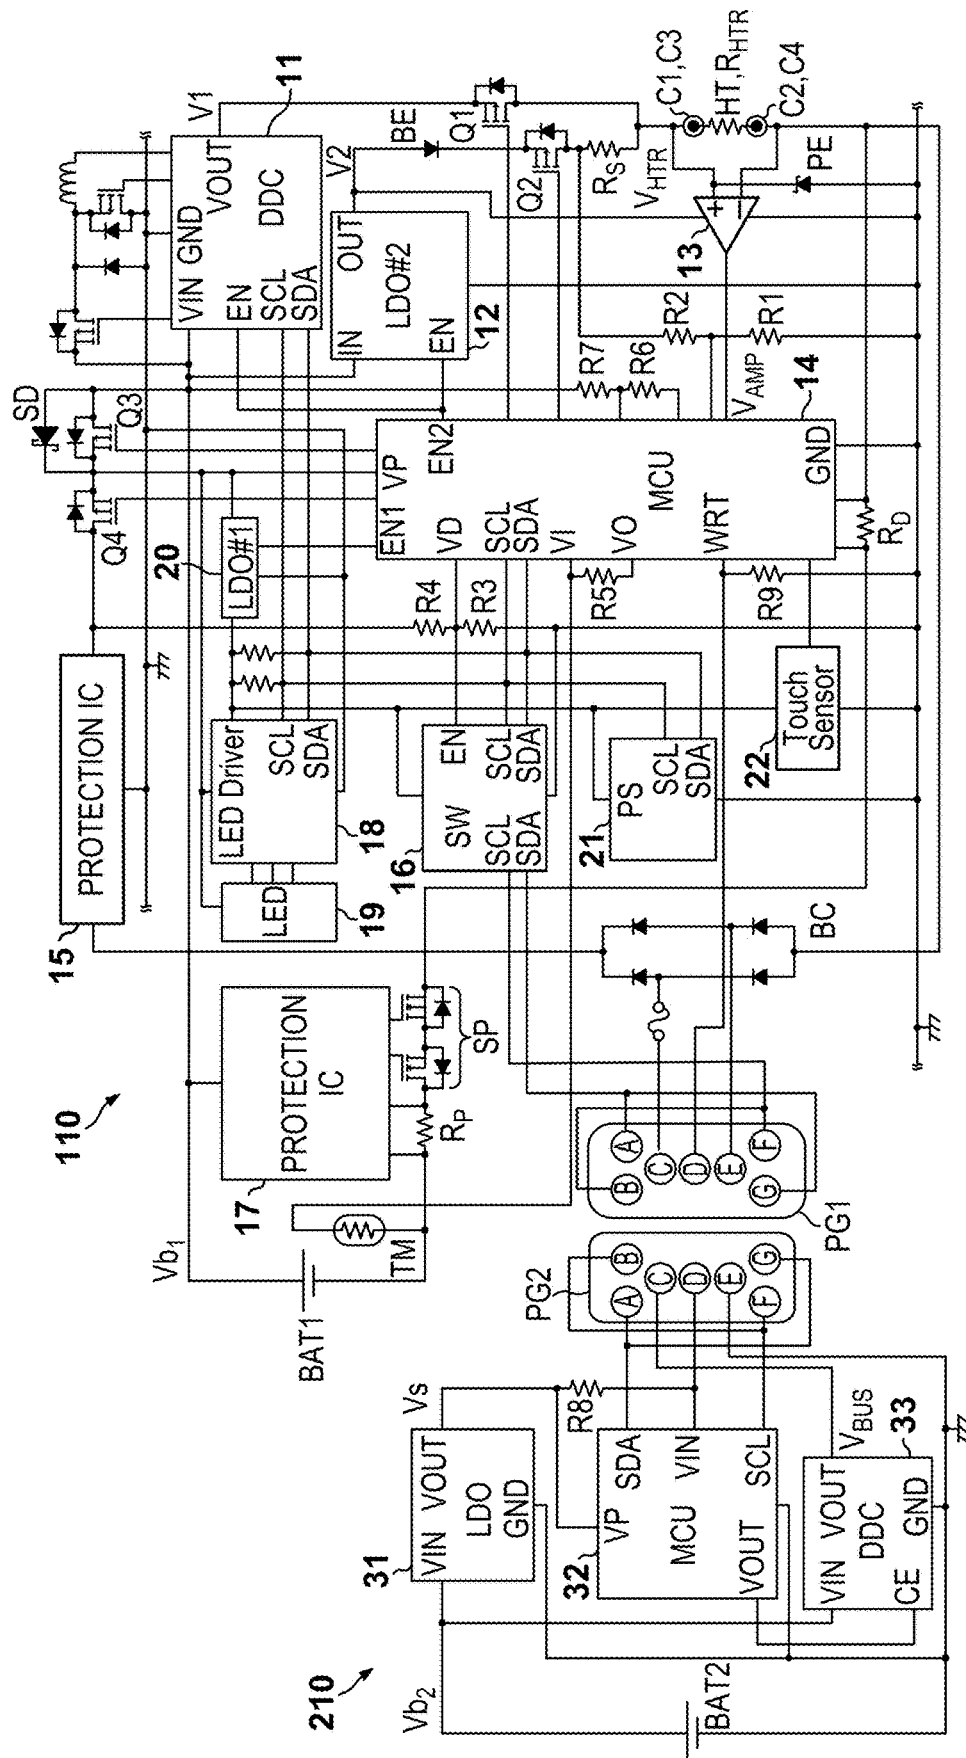 110
Vb1
BAT1
17
PROTECTION IC
TM
RP
SP
15
PROTECTION IC
19
LED
18
LED Driver
SCL
SDA
20
LDO#1
Q4
Q3
SD
VIN
GND
VOUT
EN
SCL
SDA
DDC
11
V1
V2
IN
OUT
LDO#2
EN
12
BE
Q1
Q2
RS
VHTR
C1,C3
HT,RHTR
C2,C4
PE
13
+
−
R7
R6
R2
R1
VAMP
14
EN1
VP
EN2
VD
SCL
SDA
VI
VO
MCU
WRT
GND
R4
R3
R5
R9
RD
16
SW
EN
SCL
SDA
SCL
SDA
21
PS
SCL
SDA
22
Touch Sensor
BC
PG1
A
B
C
D
E
F
G
PG2
A
B
C
D
E
F
G
210
Vb2
BAT2
31
VIN
VOUT
LDO
GND
Vs
R8
32
VP
SDA
VIN
MCU
VOUT
SCL
VBUS
33
VIN
VOUT
DDC
CE
GND